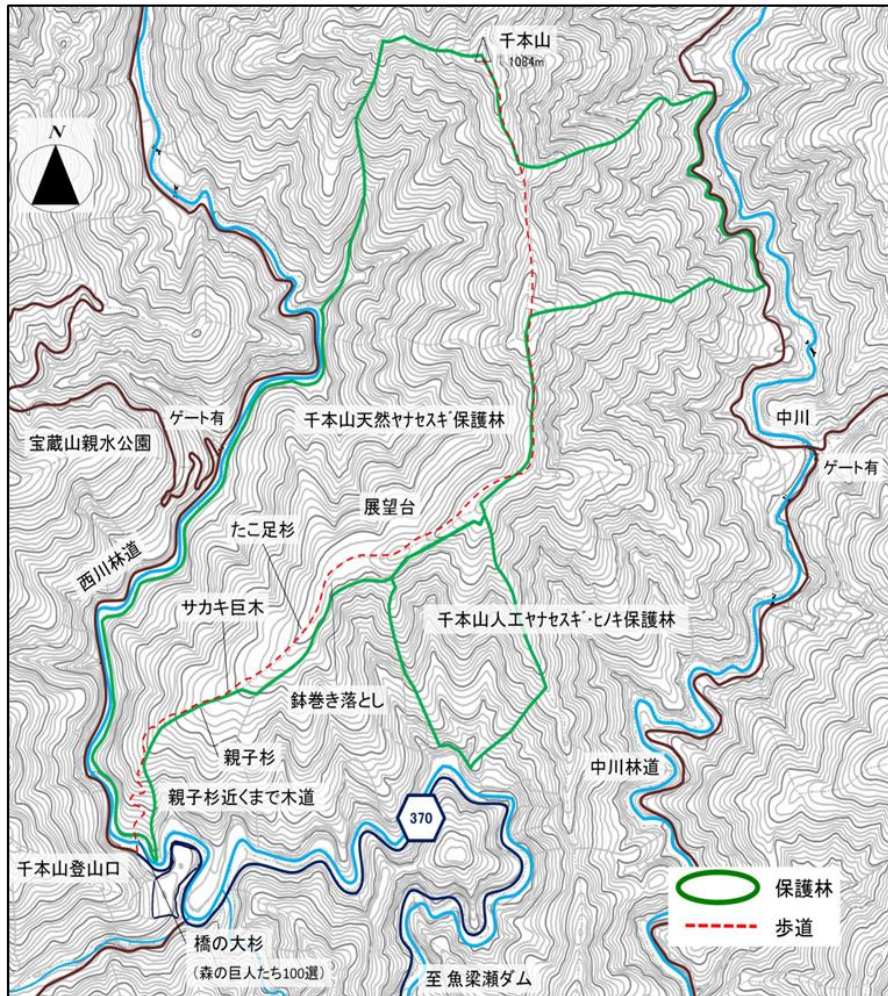 千本山
1084m
N
ゲート有
宝蔵山親水公園
千本山天然ヤナセスギ保護林
中川
ゲート有
展望台
たこ足杉
西川林道
サカキ巨木
千本山人工ヤナセスギ・ヒノキ保護林
鉢巻き落とし
親子杉
中川林道
親子杉近くまで木道
370
千本山登山口
保護林
歩道
橋の大杉
(森の巨人たち100選)
至 魚梁瀬ダム